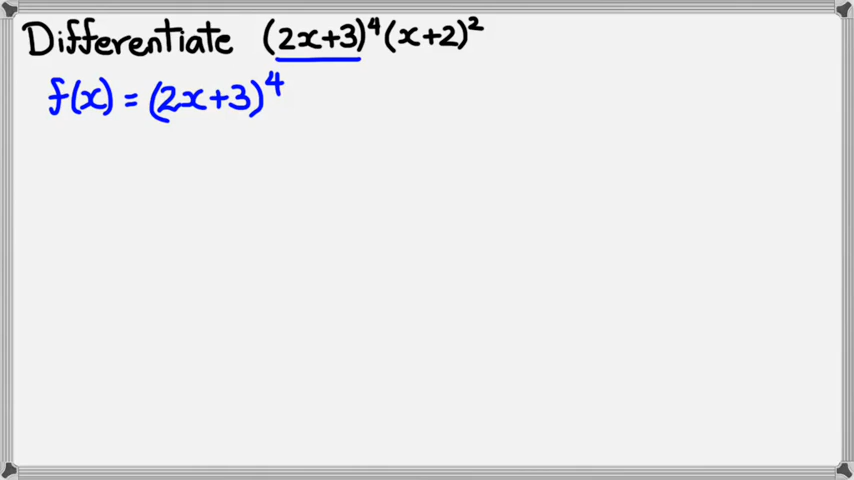 Differentiate (2x+3)⁴(x+2)²
f(x) = (2x+3)⁴